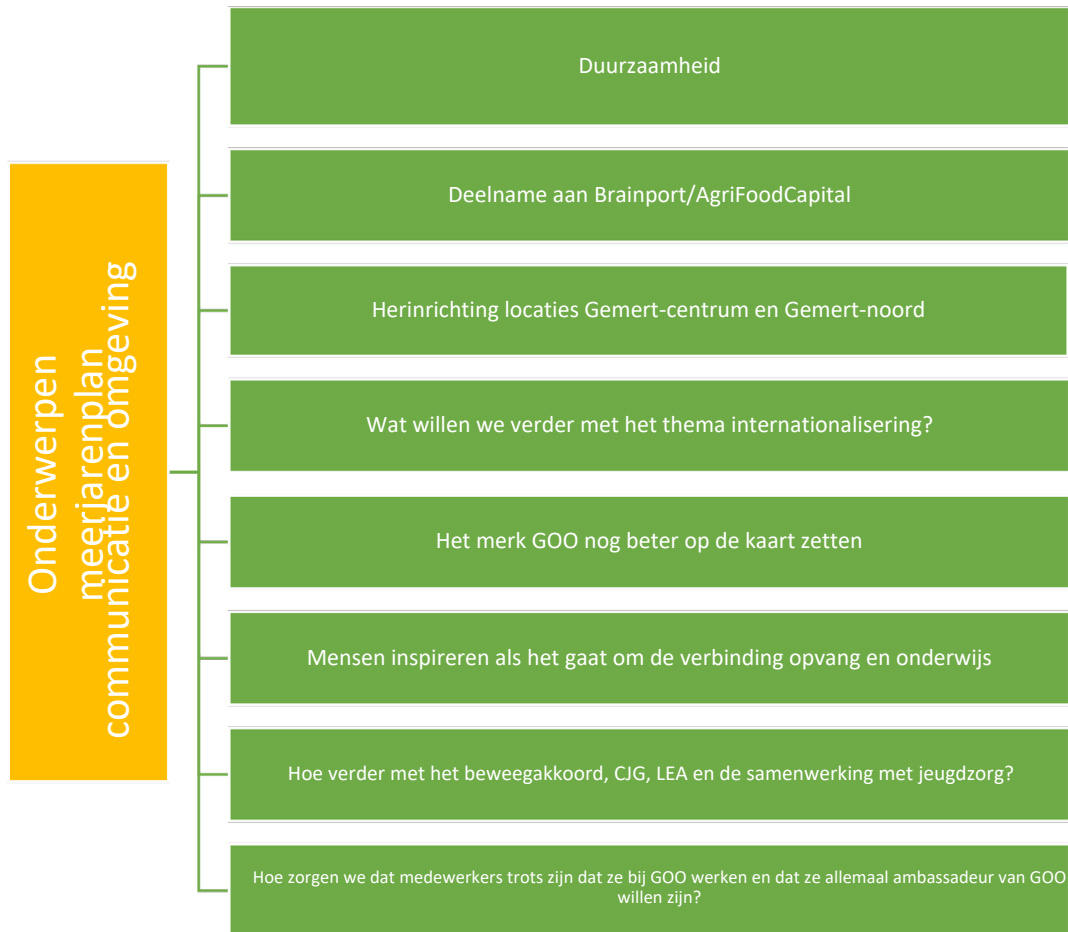 Onderwerpen
meerjarenplan
communicatie en omgeving
Duurzaamheid
Deelname aan Brainport/AgriFoodCapital
Herinrichting locaties Gemert-centrum en Gemert-noord
Wat willen we verder met het thema internationalisering?
Het merk GOO nog beter op de kaart zetten
Mensen inspireren als het gaat om de verbinding opvang en onderwijs
Hoe verder met het beweegakkoord, CJG, LEA en de samenwerking met jeugdzorg?
Hoe zorgen we dat medewerkers trots zijn dat ze bij GOO werken en dat ze allemaal ambassadeur van GOO
willen zijn?